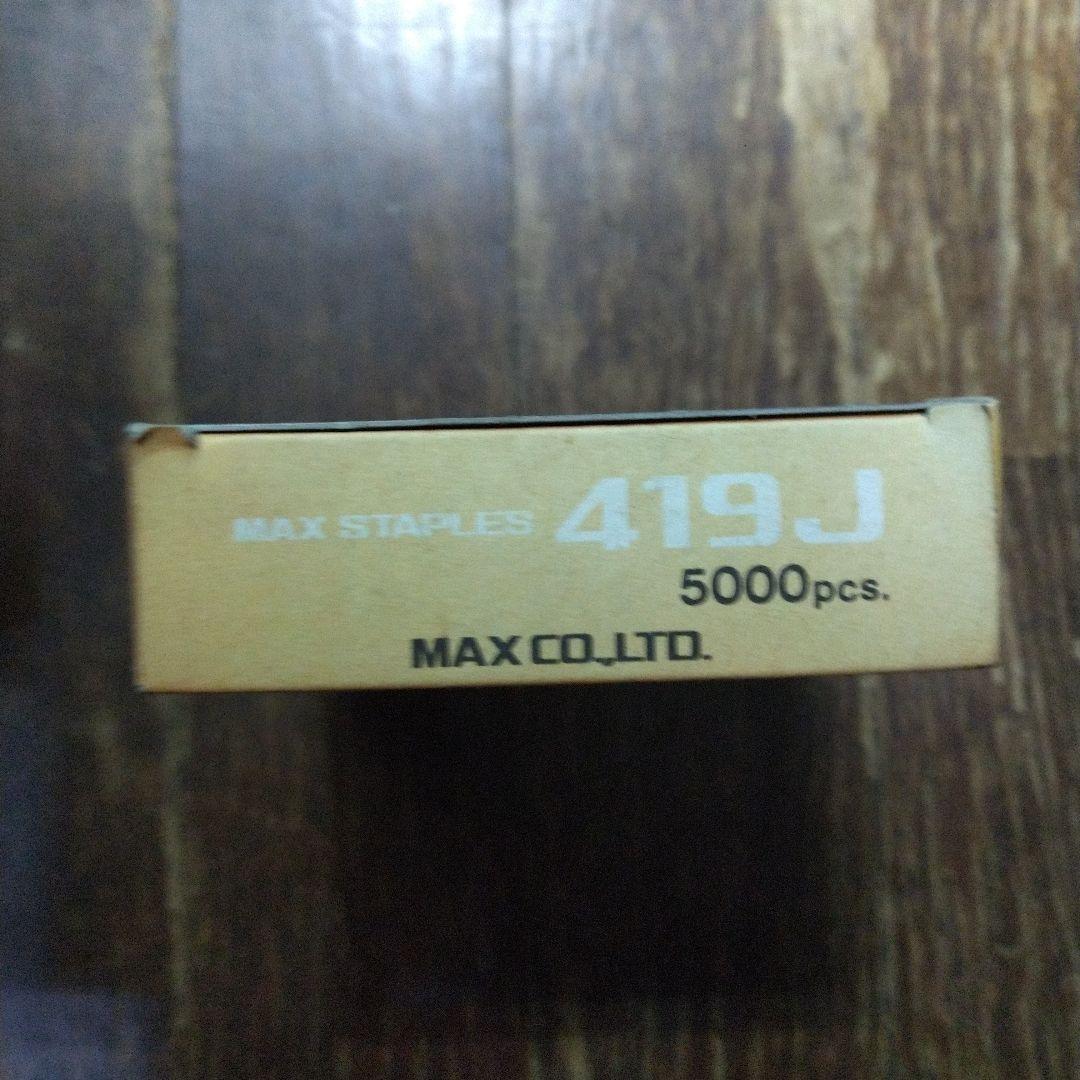 MAX STAPLES 419J
5000pcs.
MAX CO.,LTD.